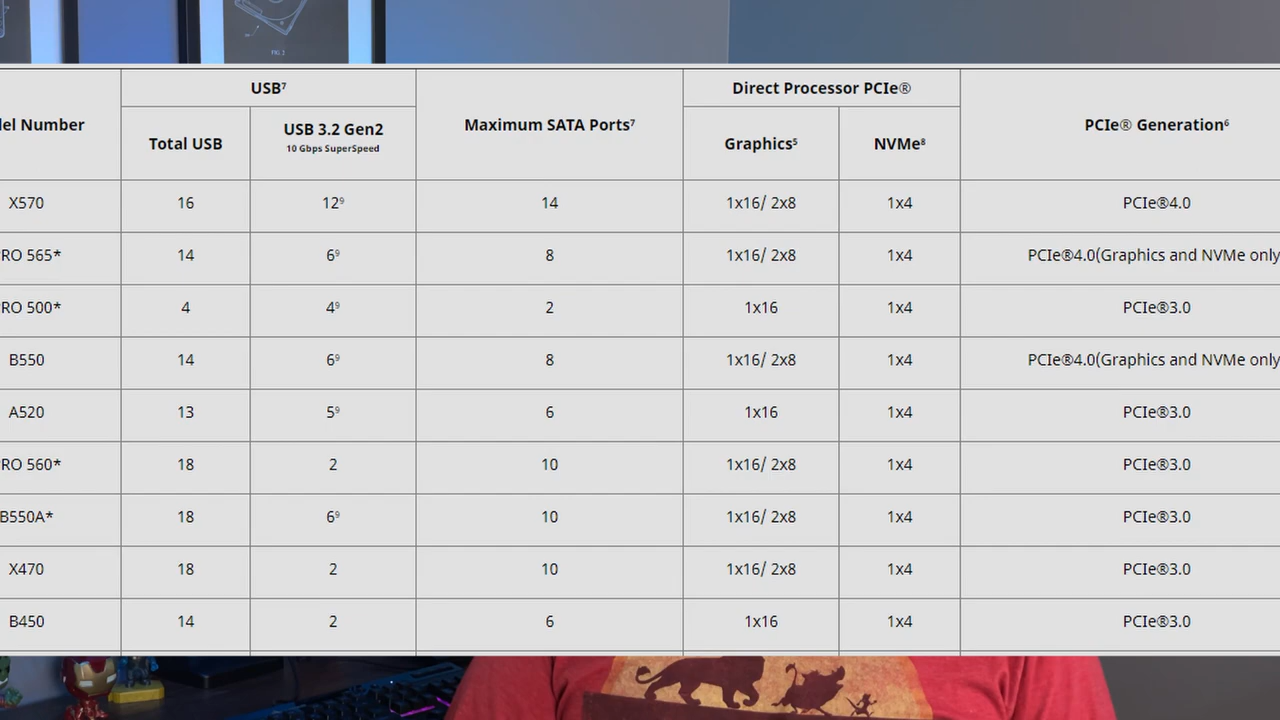 FIG 2
del Number
USB⁷
Total USB
USB 3.2 Gen2
10 Gbps SuperSpeed
Maximum SATA Ports⁷
Direct Processor PCIe®
Graphics⁵
NVMe⁸
PCIe® Generation⁶
X570 16 12⁹ 14 1x16/ 2x8 1x4 PCIe®4.0
RO 565* 14 6⁹ 8 1x16/ 2x8 1x4 PCIe®4.0(Graphics and NVMe only
RO 500* 4 4⁹ 2 1x16 1x4 PCIe®3.0
B550 14 6⁹ 8 1x16/ 2x8 1x4 PCIe®4.0(Graphics and NVMe only
A520 13 5⁹ 6 1x16 1x4 PCIe®3.0
RO 560* 18 2 10 1x16/ 2x8 1x4 PCIe®3.0
B550A* 18 6⁹ 10 1x16/ 2x8 1x4 PCIe®3.0
X470 18 2 10 1x16/ 2x8 1x4 PCIe®3.0
B450 14 2 6 1x16 1x4 PCIe®3.0